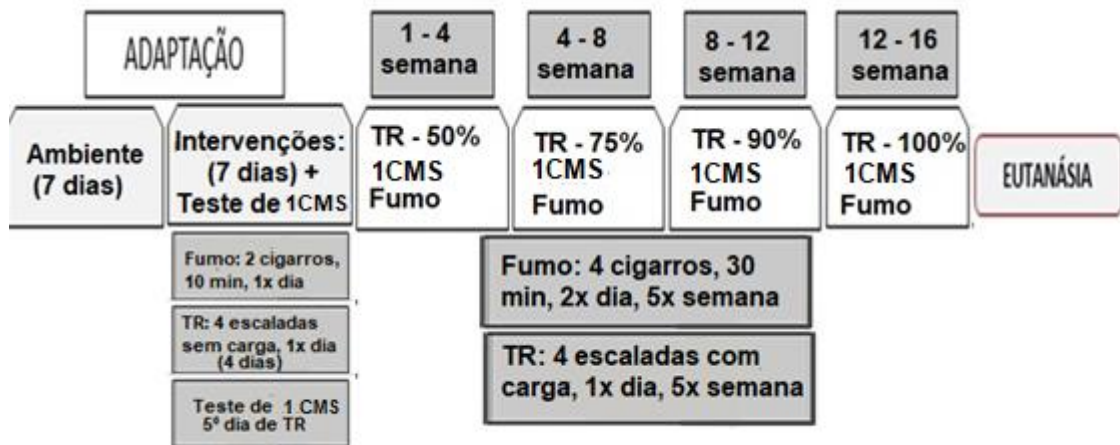 ADAPTAÇÃO
1 - 4
semana
4 - 8
semana
8 - 12
semana
12 - 16
semana
Ambiente
(7 dias)
Intervenções:
(7 dias) +
Teste de 1CMS
TR - 50%
1CMS
Fumo
TR - 75%
1CMS
Fumo
TR - 90%
1CMS
Fumo
TR - 100%
1CMS
Fumo
EUTANÁSIA
Fumo: 2 cigarros,
10 min, 1x dia
TR: 4 escaladas
sem carga, 1x dia
(4 dias)
Teste de 1 CMS
5º dia de TR
Fumo: 4 cigarros, 30
min, 2x dia, 5x semana
TR: 4 escaladas com
carga, 1x dia, 5x semana